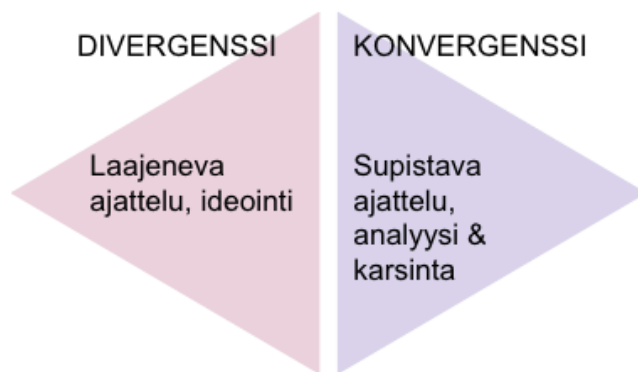 DIVERGENSSI
Laajeneva
ajattelu, ideointi
KONVERGENSSI
Supistava
ajattelu,
analyysi &
karsinta